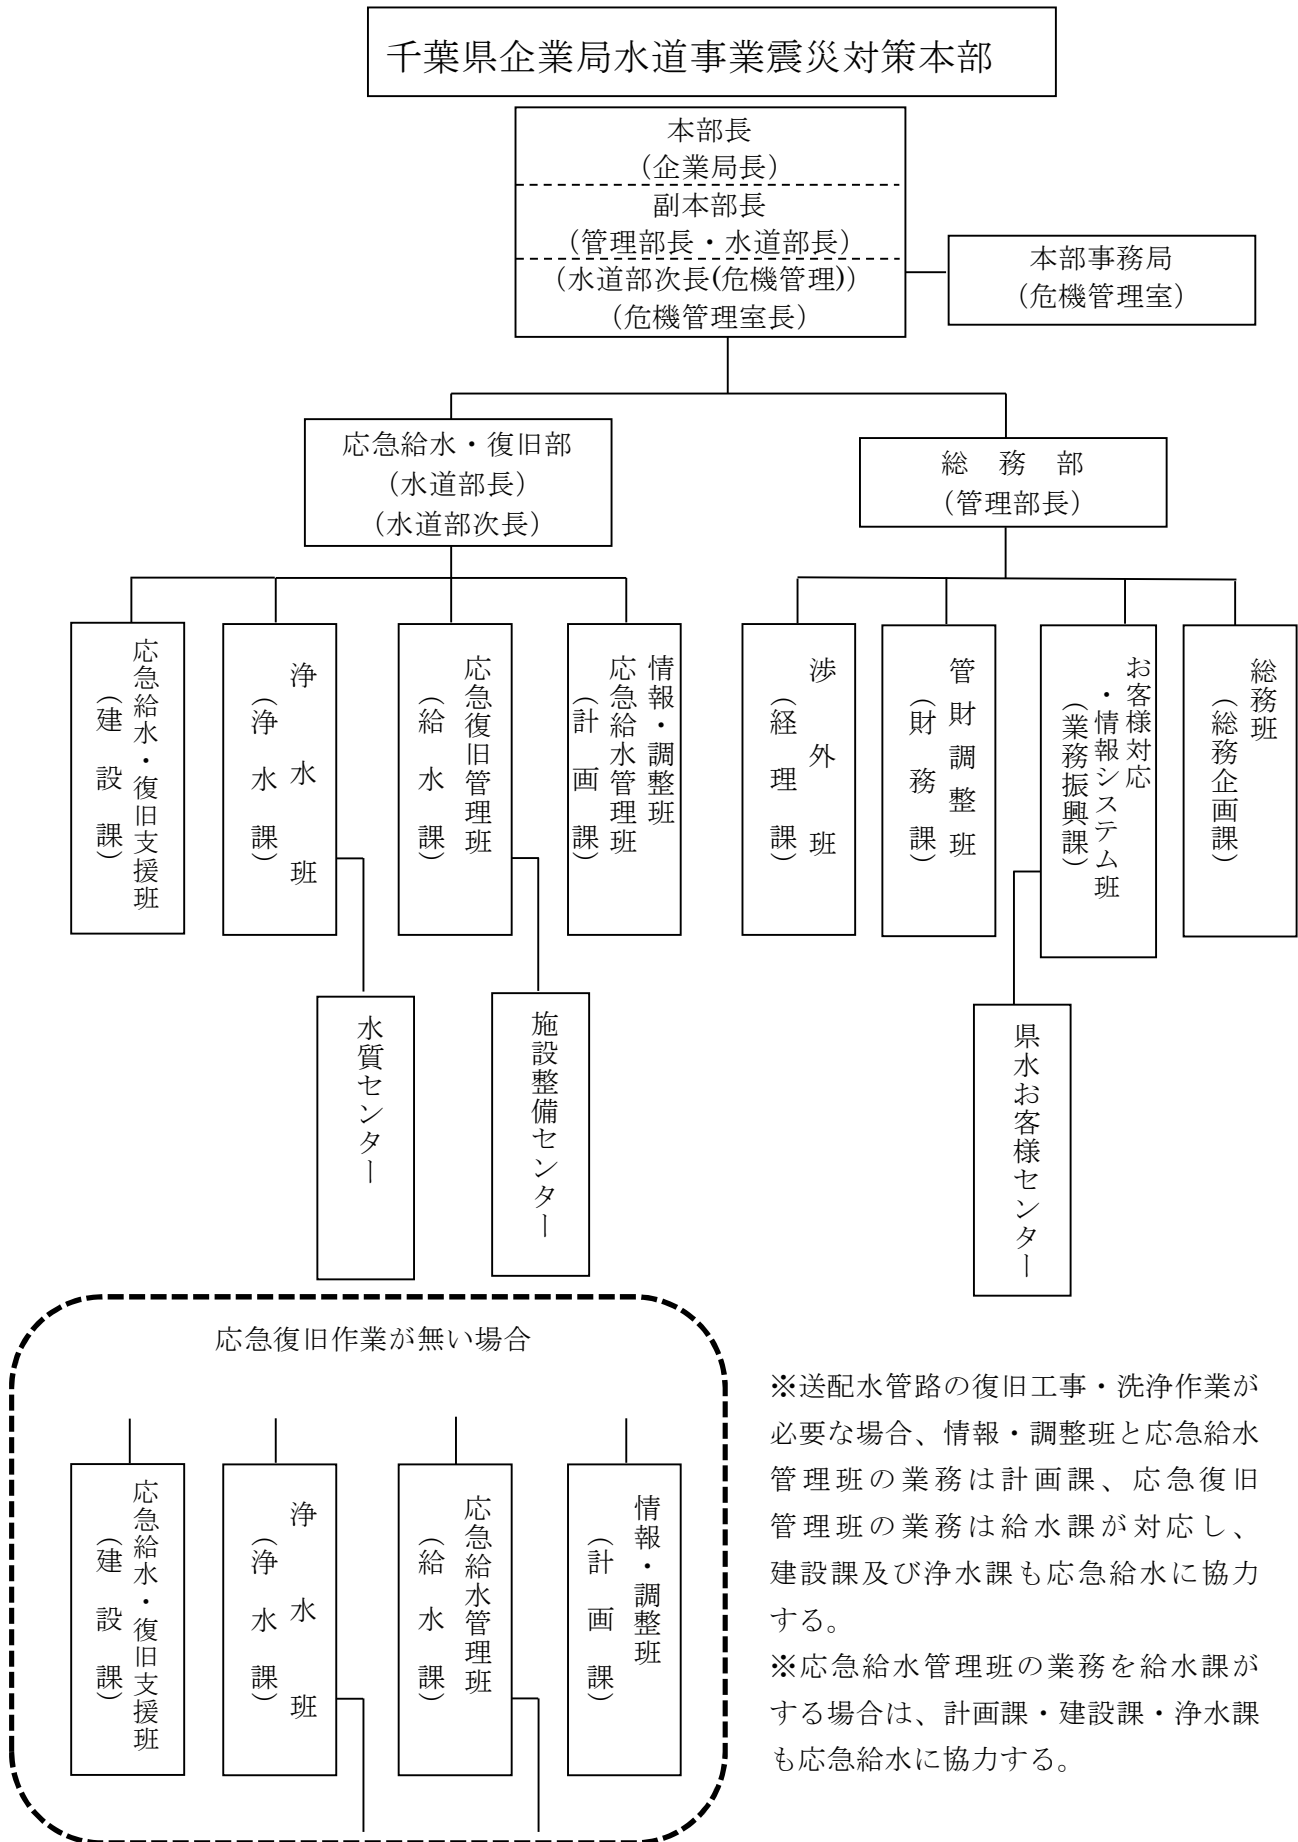 千葉県企業局水道事業震災対策本部
本部長
（企業局長）
副本部長
（管理部長・水道部長）
（水道部次長(危機管理)）
（危機管理室長）
本部事務局
（危機管理室）
応急給水・復旧部
（水道部長）
（水道部次長）
総　務　部
（管理部長）
応急給水・復旧支援班
（建　設　課）
浄　水　班
（浄　水　課）
応急復旧管理班
（給　水　課）
情報・調整班
応急給水管理班
（計　画　課）
渉　外　班
（経　理　課）
管財調整班
（財　務　課）
お客様対応
・情報システム班
（業務振興課）
総務班
（総務企画課）
水質センター
施設整備センター
県水お客様センター
応急復旧作業が無い場合
応急給水・復旧支援班
（建　設　課）
浄　水　班
（浄　水　課）
応急給水管理班
（給　水　課）
情報・調整班
（計　画　課）
※送配水管路の復旧工事・洗浄作業が
必要な場合、情報・調整班と応急給水
管理班の業務は計画課、応急復旧
管理班の業務は給水課が対応し、
建設課及び浄水課も応急給水に協力
する。
※応急給水管理班の業務を給水課が
する場合は、計画課・建設課・浄水課
も応急給水に協力する。